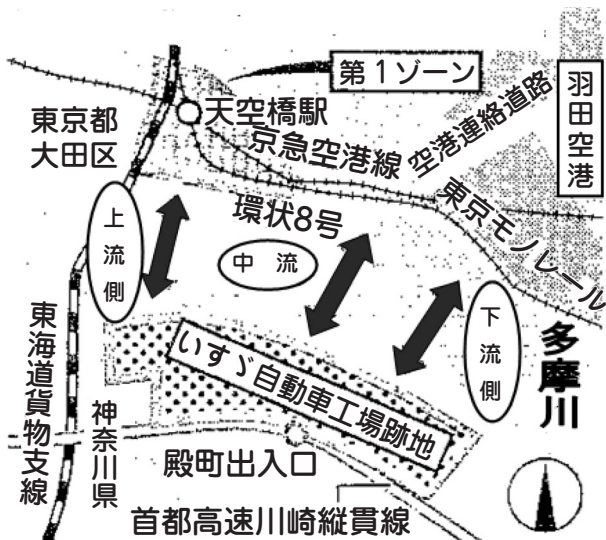 第1ゾーン
羽田空港
天空橋駅
東京都
大田区
京急空港線
空港連絡道路
環状8号
東京モノレール
上流側
中流
下流側
多摩川
いすゞ自動車工場跡地
東海道貨物支線
神奈川県
殿町出入口
首都高速川崎縦貫線